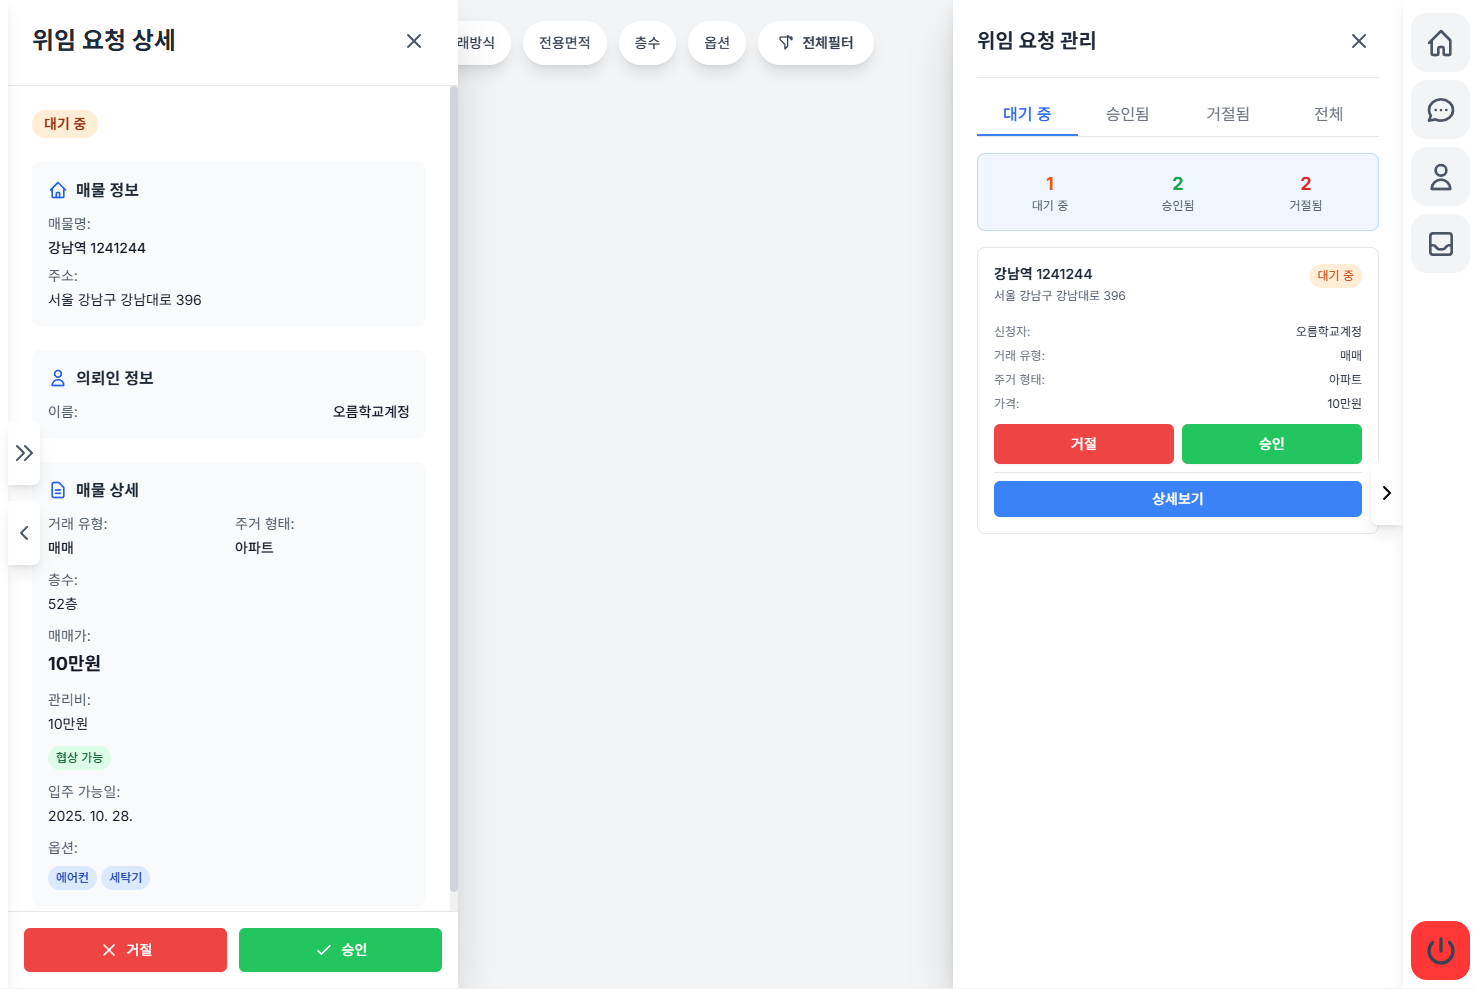 위임 요청 상세
대기 중
매물 정보
매물명:
강남역 1241244
주소:
서울 강남구 강남대로 396
의뢰인 정보
이름: 오름학교계정
매물 상세
거래 유형: 주거 형태:
매매 아파트
층수:
52층
매매가:
10만원
관리비:
10만원
협상 가능
입주 가능일:
2025. 10. 28.
옵션:
에어컨 세탁기
거절 승인
래방식 전용면적 층수 옵션 전체필터
위임 요청 관리
대기 중 승인됨 거절됨 전체
1 2 2
대기 중 승인됨 거절됨
강남역 1241244 대기 중
서울 강남구 강남대로 396
신청자: 오름학교계정
거래 유형: 매매
주거 형태: 아파트
가격: 10만원
거절 승인
상세보기